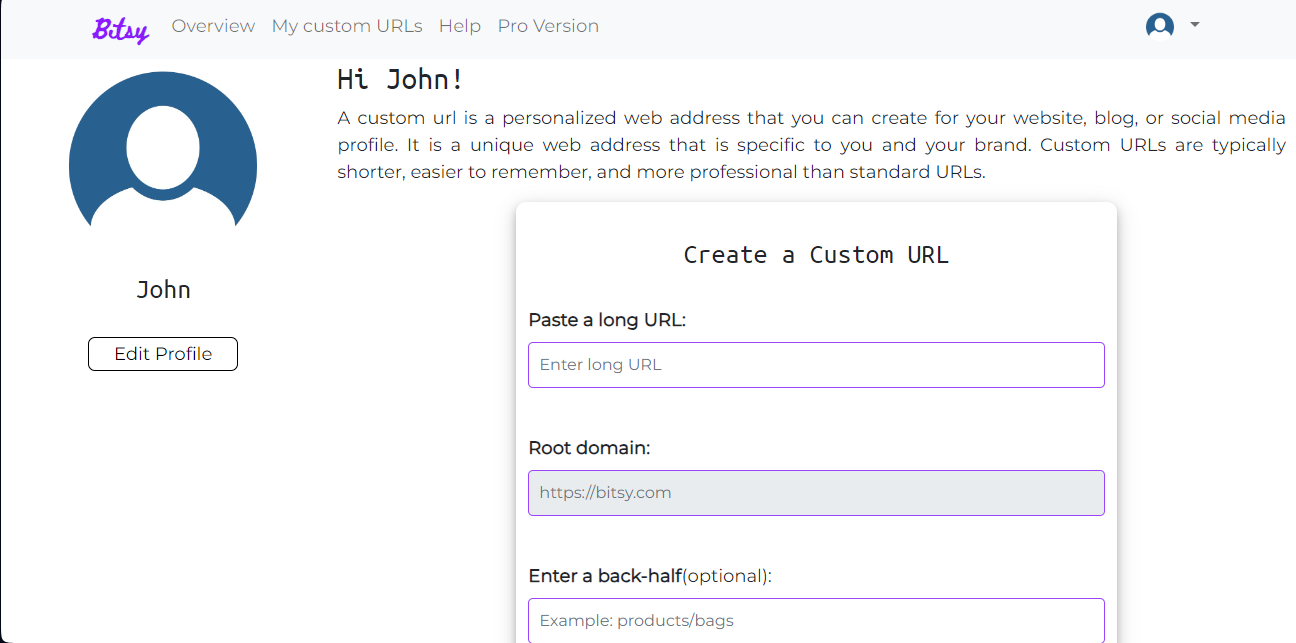 Bitsy Overview My custom URLs Help Pro Version
Hi John!
A custom url is a personalized web address that you can create for your website, blog, or social media
profile. It is a unique web address that is specific to you and your brand. Custom URLs are typically
shorter, easier to remember, and more professional than standard URLs.
John
Edit Profile
Create a Custom URL
Paste a long URL:
Enter long URL
Root domain:
https://bitsy.com
Enter a back-half(optional):
Example: products/bags